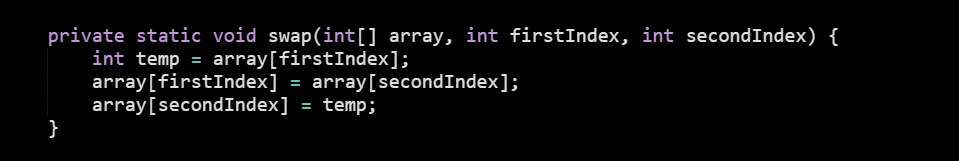 private static void swap(int[] array, int firstIndex, int secondIndex) {
    int temp = array[firstIndex];
    array[firstIndex] = array[secondIndex];
    array[secondIndex] = temp;
}